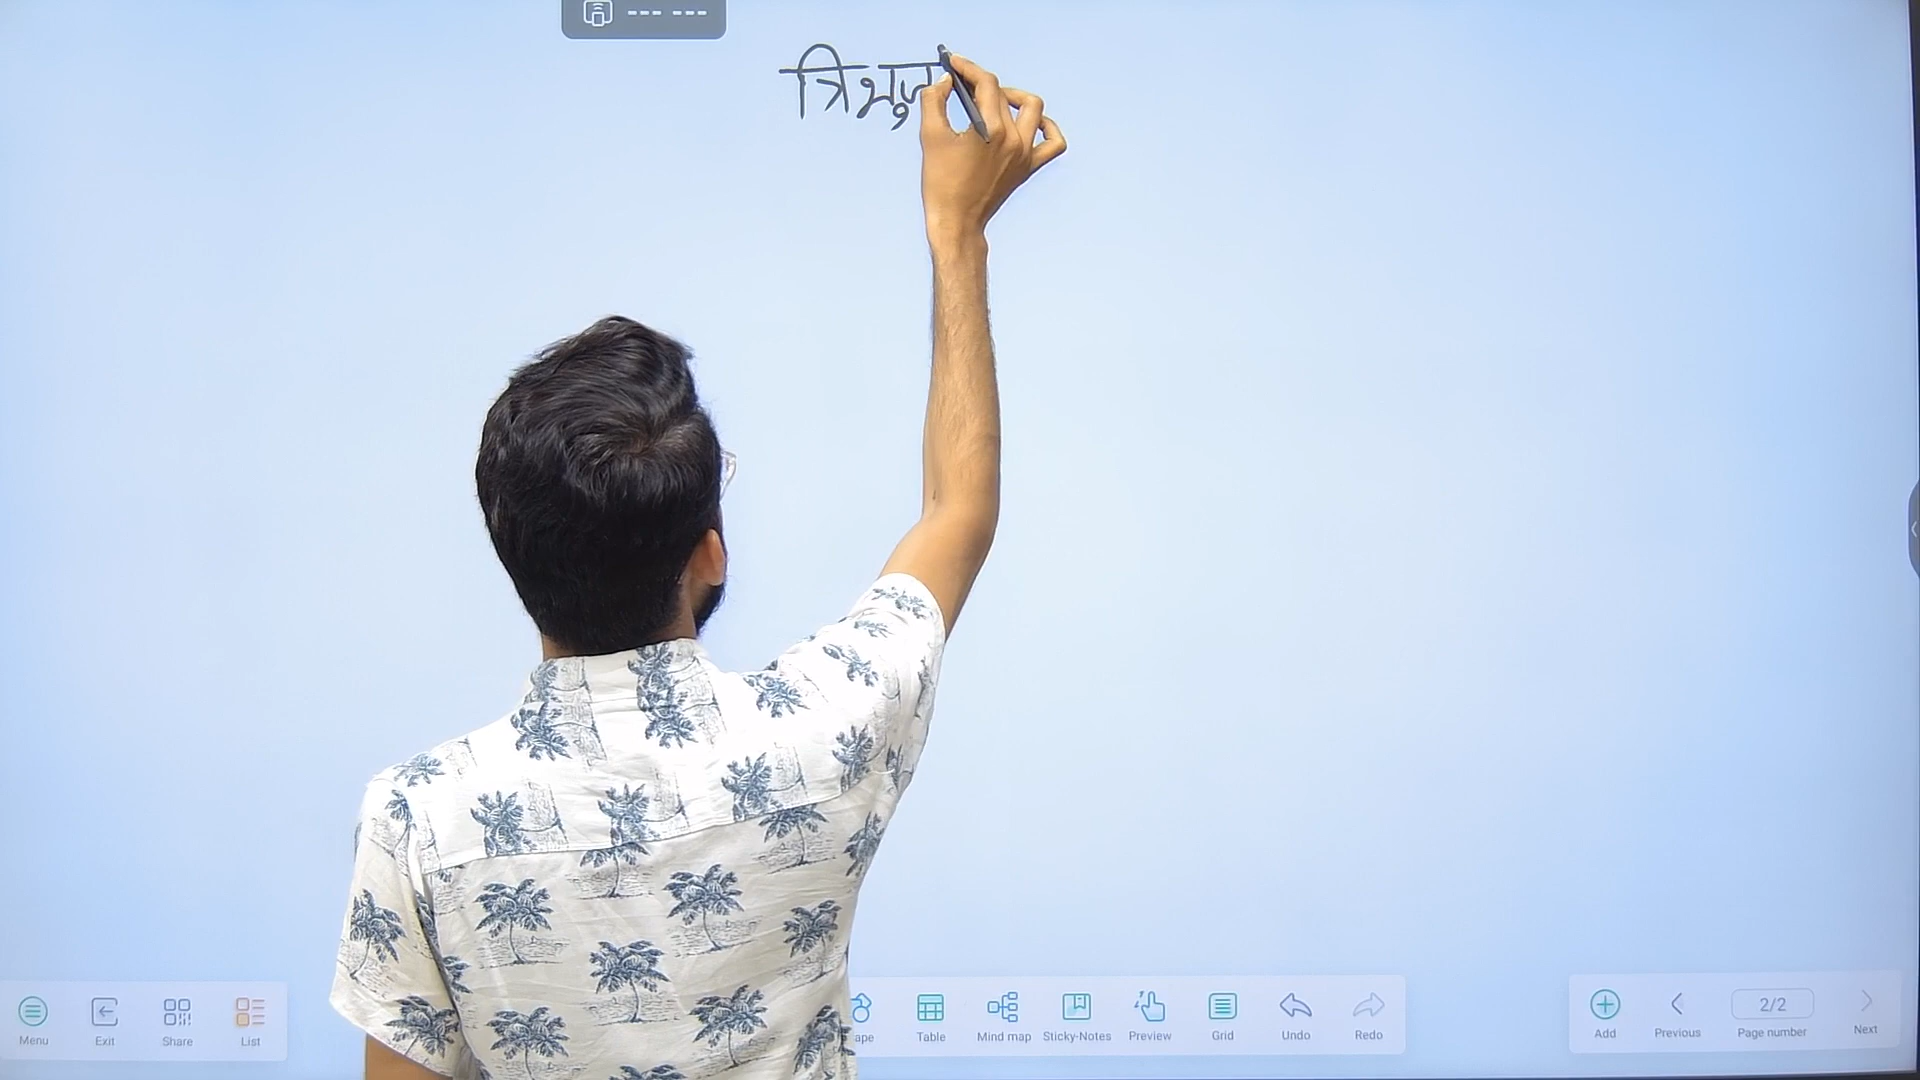 त्रिभुज
Menu
Exit
Share
List
ape
Table
Mind map
Sticky-Notes
Preview
Grid
Undo
Redo
Add
Previous
2/2
Page number
Next